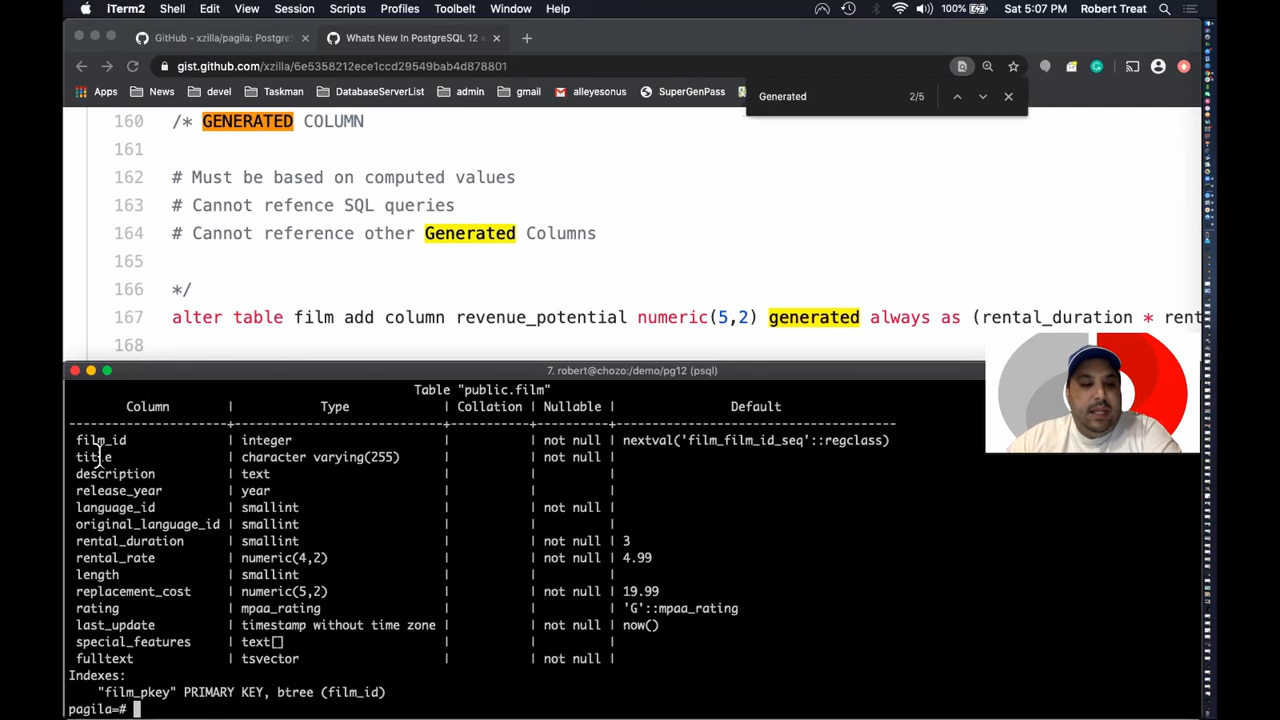 iTerm2 Shell Edit View Session Scripts Profiles Toolbelt Window Help 100% Sat 5:07 PM Robert Treat
GitHub - xzilla/pagila: Postgre Whats New In PostgreSQL 12
gist.github.com/xzilla/6e5358212ece1ccd29549bab4d878801
Apps News devel Taskman DatabaseServerList admin gmail alleyesonus SuperGenPass
Generated 2/5
160 /* GENERATED COLUMN
161
162 # Must be based on computed values
163 # Cannot refence SQL queries
164 # Cannot reference other Generated Columns
165
166 */
167 alter table film add column revenue_potential numeric(5,2) generated always as (rental_duration * rent
168
7. robert@chozo:/demo/pg12 (psql)
Table "public.film"
Column | Type | Collation | Nullable | Default
film_id | integer | | not null | nextval('film_film_id_seq'::regclass)
title | character varying(255) | | not null |
description | text | | |
release_year | year | | |
language_id | smallint | | not null |
original_language_id | smallint | | |
rental_duration | smallint | | not null | 3
rental_rate | numeric(4,2) | | not null | 4.99
length | smallint | | |
replacement_cost | numeric(5,2) | | not null | 19.99
rating | mpaa_rating | | | 'G'::mpaa_rating
last_update | timestamp without time zone | | not null | now()
special_features | text[] | | |
fulltext | tsvector | | not null |
Indexes:
"film_pkey" PRIMARY KEY, btree (film_id)
pagila=#